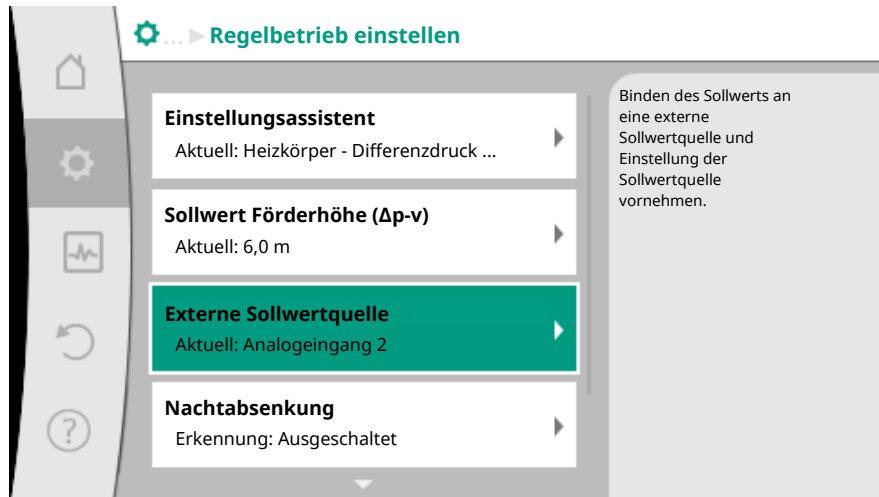 ... Regelbetrieb einstellen
Einstellungsassistent
Aktuell: Heizkörper - Differenzdruck ...
Sollwert Förderhöhe (Δp-v)
Aktuell: 6,0 m
Externe Sollwertquelle
Aktuell: Analogeingang 2
Nachtabsenkung
Erkennung: Ausgeschaltet
Binden des Sollwerts an
eine externe
Sollwertquelle und
Einstellung der
Sollwertquelle
vornehmen.
?